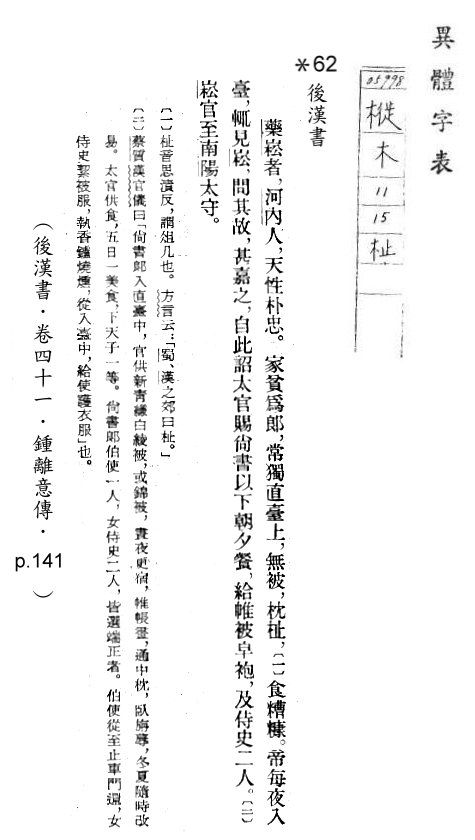 異體字表
05998
樅
木
11
15
杫
*62
後漢書
藥崧者，河內人，天性朴忠。家貧爲郎，常獨直臺上，無被，枕杫，〔一〕食糟糠。帝每夜入
臺，輒見崧，問其故，甚嘉之，自此詔太官賜尚書以下朝夕餐，給帷被皁袍，及侍史二人。〔二〕
崧官至南陽太守。
〔一〕杫音思漬反，謂俎几也。方言云：「蜀、漢之郊曰杫。」
〔二〕蔡質漢官儀曰「尚書郎入直臺中，官供新青縑白綾被，或錦被，晝夜更宿，帷帳畫，通中枕，臥旃蓐，冬夏隨時改
易。太官供食，五日一美食，下天子一等。尚書郎伯使一人，女侍史二人，皆選端正者。伯使從至止車門還，女
侍史絜被服，執香爐燒燻，從入臺中，給使護衣服」也。
（後漢書．卷四十一．鍾離意傳．
p.141）